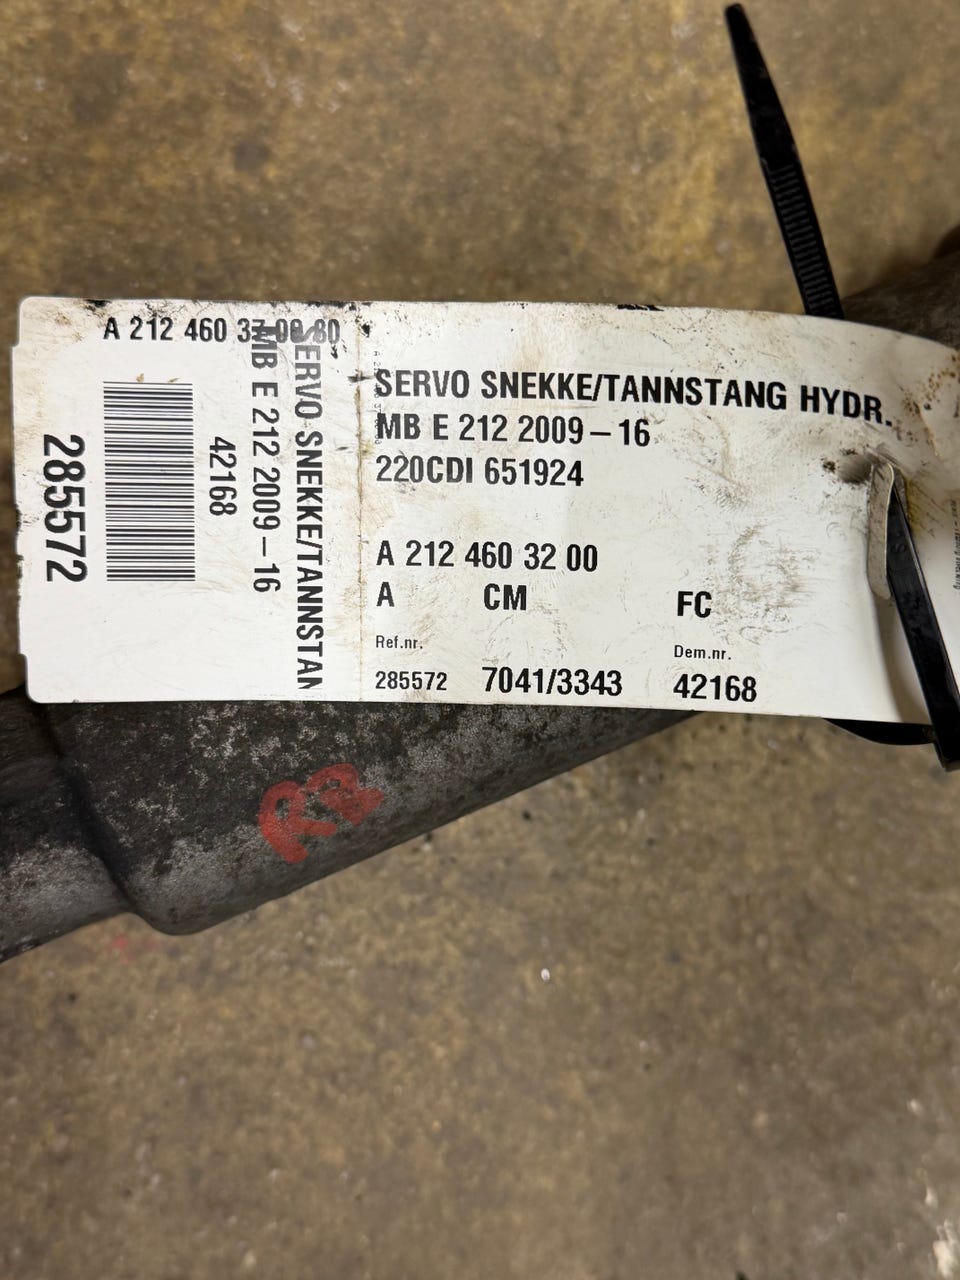 A 212 460
285572
42168
MB E 212 2009-16
SERVO SNEKKE/TANNSTAN
SERVO SNEKKE/TANNSTANG HYDR.
MB E 212 2009-16
220CDI 651924
A 212 460 32 00
A CM FC
Ref.nr. Dem.nr.
285572 7041/3343 42168
RB